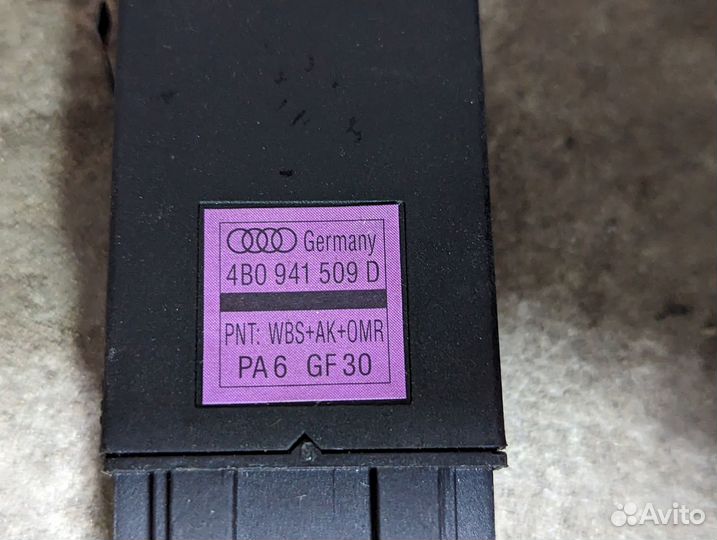 Germany
4B0 941 509 D
PNT: WBS+AK+OMR
PA6 GF30
Avito